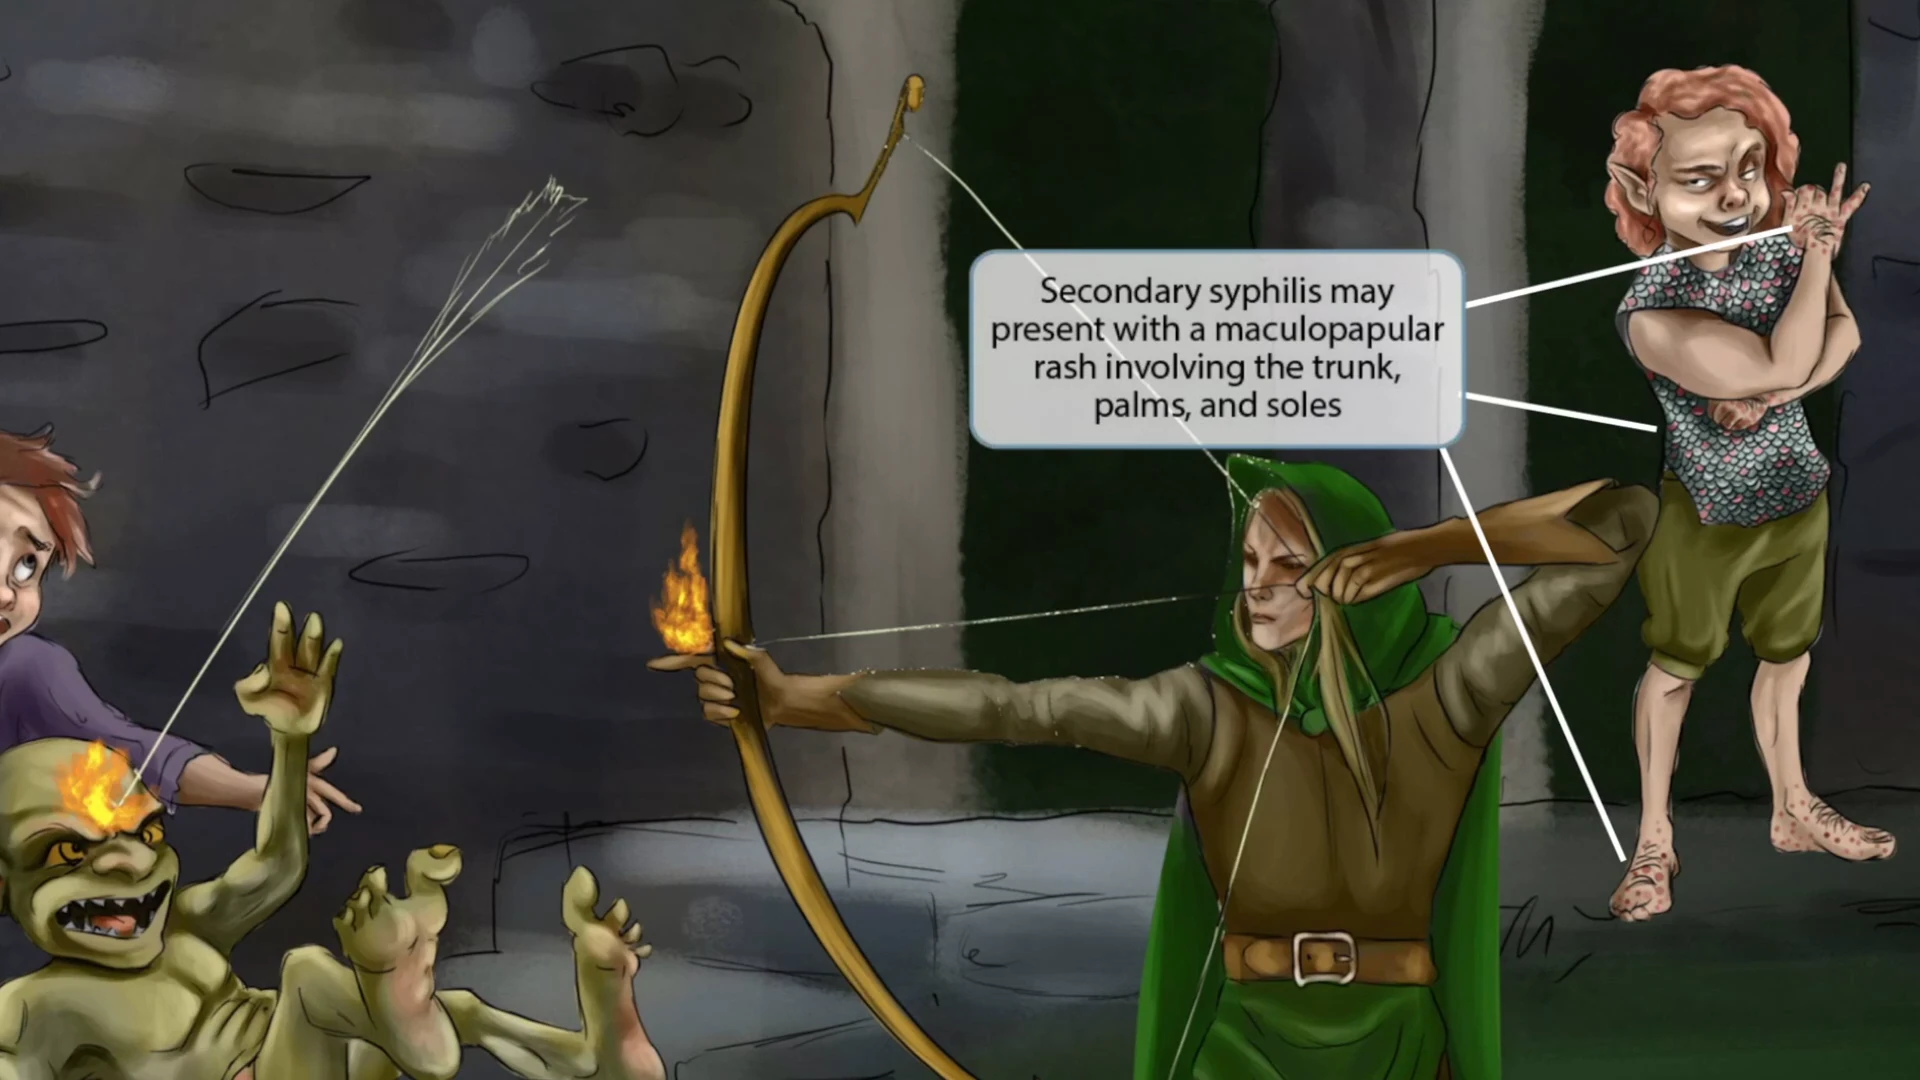 Secondary syphilis may
present with a maculopapular
rash involving the trunk,
palms, and soles